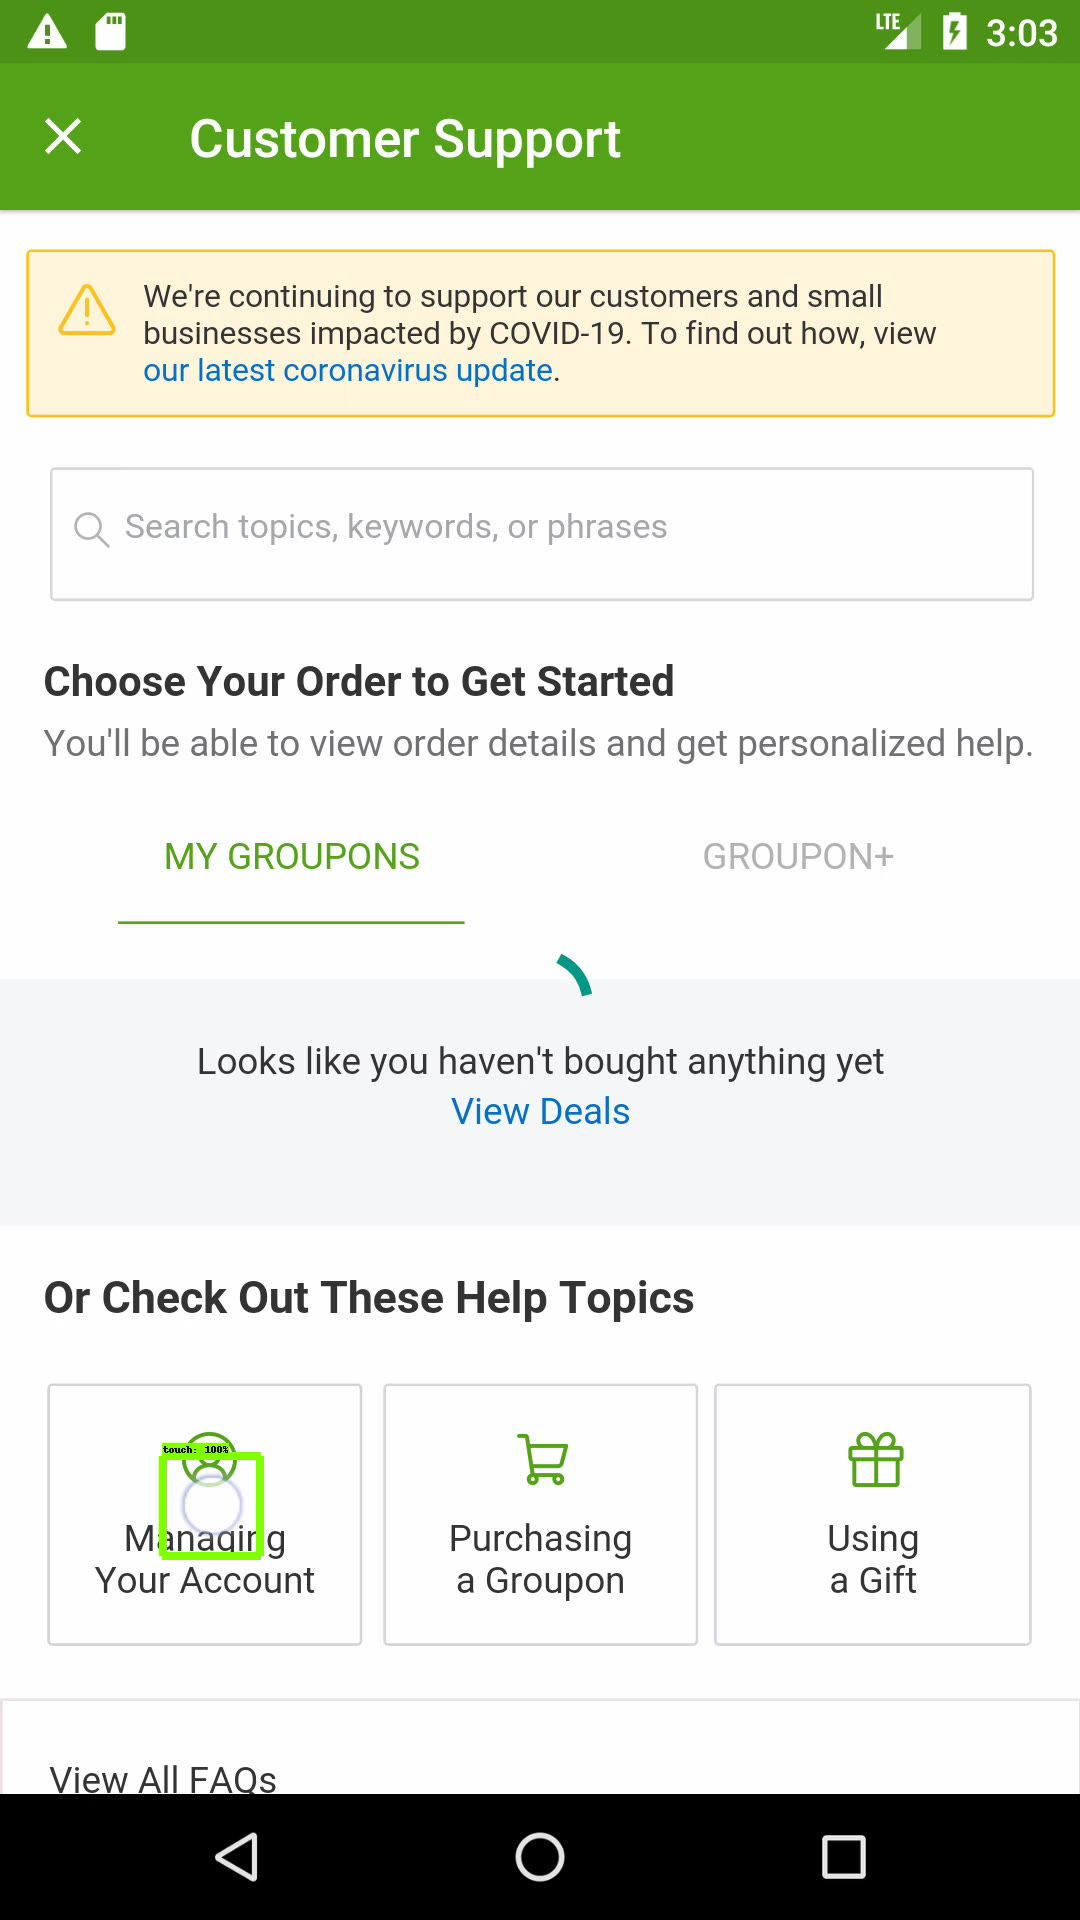 LTE 3:03
Customer Support
We're continuing to support our customers and small
businesses impacted by COVID-19. To find out how, view
our latest coronavirus update.
Search topics, keywords, or phrases
Choose Your Order to Get Started
You'll be able to view order details and get personalized help.
MY GROUPONS
GROUPON+
Looks like you haven't bought anything yet
View Deals
Or Check Out These Help Topics
touch: 100%
Managing
Your Account
Purchasing
a Groupon
Using
a Gift
View All FAQs